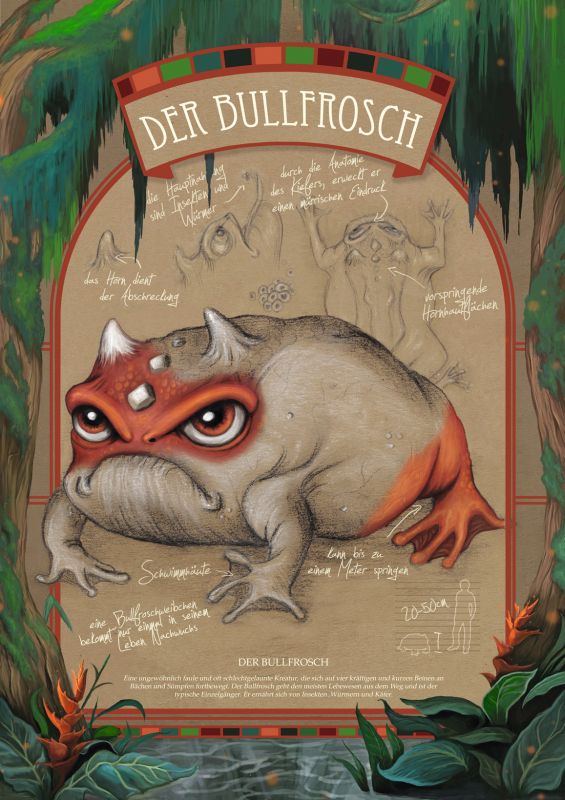 DER BULLFROSCH
die Hauptnahrung
sind Insekten und
Würmer
durch die Anatomie
des Kiefers, erweckt er
einen mürrischen Eindruck
das Horn dient
der Abschreckung
vorspringende
Hornhautflächen
Schwimmhäute
kann bis zu
einem Meter springen
eine Bullfroschweibchen
bekommt nur einmal in seinem
Leben Nachwuchs
20-50cm
DER BULLFROSCH
Eine ungewöhnlich faule und oft schlechtgelaunte Kreatur, die sich auf vier kräftigen und kurzen Beinen an
Bächen und Sümpfen fortbewegt. Der Bullfrosch geht den meisten Lebewesen aus dem Weg und ist der
typische Einzelgänger. Er ernährt sich von Insekten ,Würmern und Käfer.